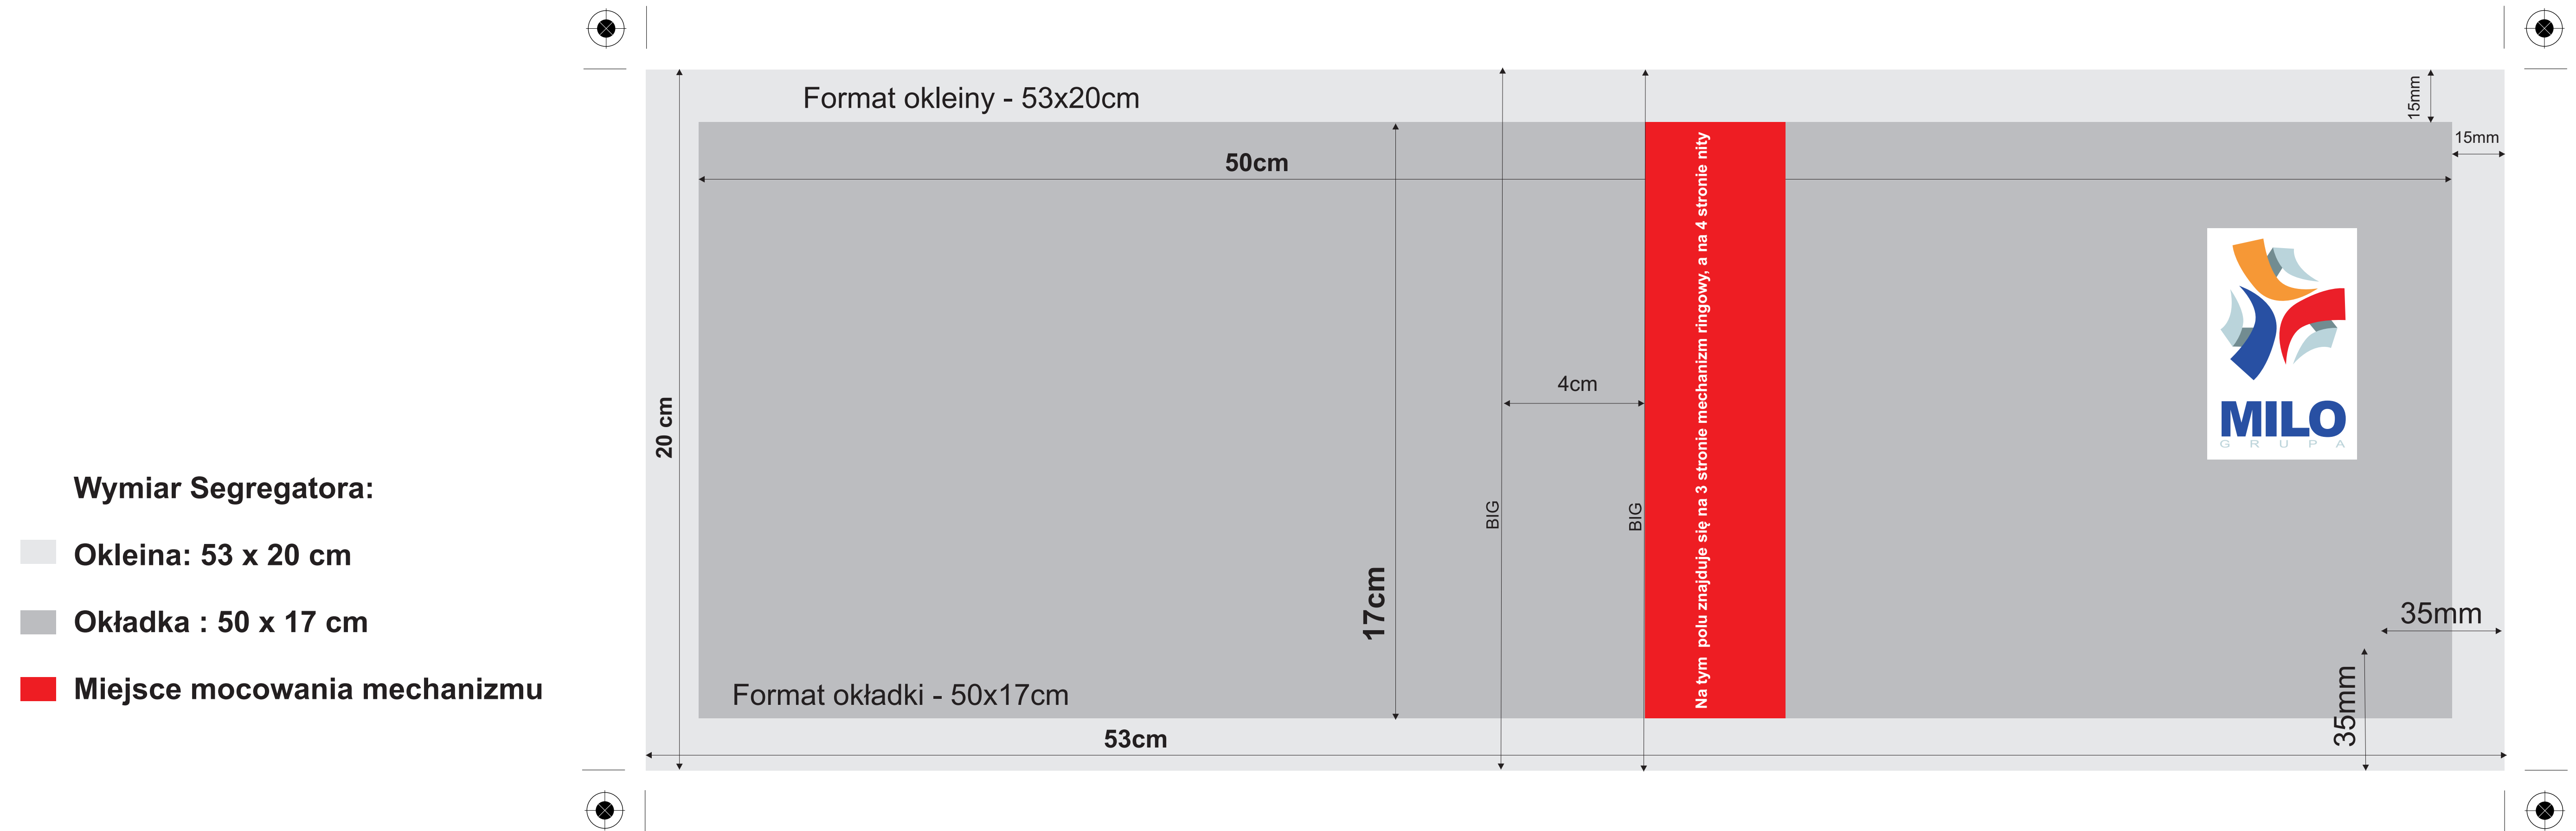 Format okleiny - 53x20cm
15mm
15mm
50cm
Na tym  polu znajduje się na 3 stronie mechanizm ringowy, a na 4 stronie nity
4cm
20 cm
MILO
GRUPA
BIG
BIG
Wymiar Segregatora:
Okleina: 53 x 20 cm
17cm
35mm
Okładka : 50 x 17 cm
35mm
Miejsce mocowania mechanizmu
Format okładki - 50x17cm
53cm